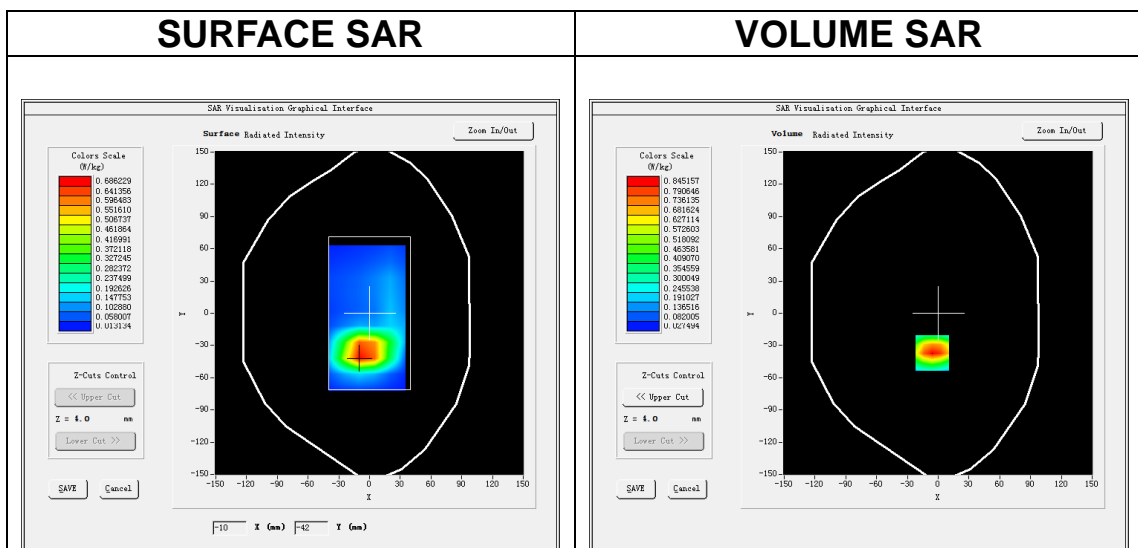 SURFACE SAR
VOLUME SAR
SAR Visualisation Graphical Interface
Surface Radiated Intensity
Zoom In/Out
Colors Scale
(W/kg)
0.686229
0.641356
0.596483
0.551610
0.506737
0.461864
0.416991
0.372118
0.327245
0.282372
0.237499
0.192626
0.147753
0.102880
0.058007
0.013134
Z-Cuts Control
<< Upper Cut
Z = 4.0 mm
Lower Cut >>
SAVE
Cancel
150
120
90
60
30
0
-30
-60
-90
-120
-150
Y
-150 -120 -90 -60 -30 0 30 60 90 120 150
X
-10 X (mm) -42 Y (mm)
SAR Visualisation Graphical Interface
Volume Radiated Intensity
Zoom In/Out
Colors Scale
(W/kg)
0.845157
0.790646
0.736135
0.681624
0.627114
0.572603
0.518092
0.463581
0.409070
0.354559
0.300049
0.245538
0.191027
0.136516
0.082005
0.027494
Z-Cuts Control
<< Upper Cut
Z = 4.0 mm
Lower Cut >>
SAVE
Cancel
150
120
90
60
30
0
-30
-60
-90
-120
-150
Y
-150 -120 -90 -60 -30 0 30 60 90 120 150
X